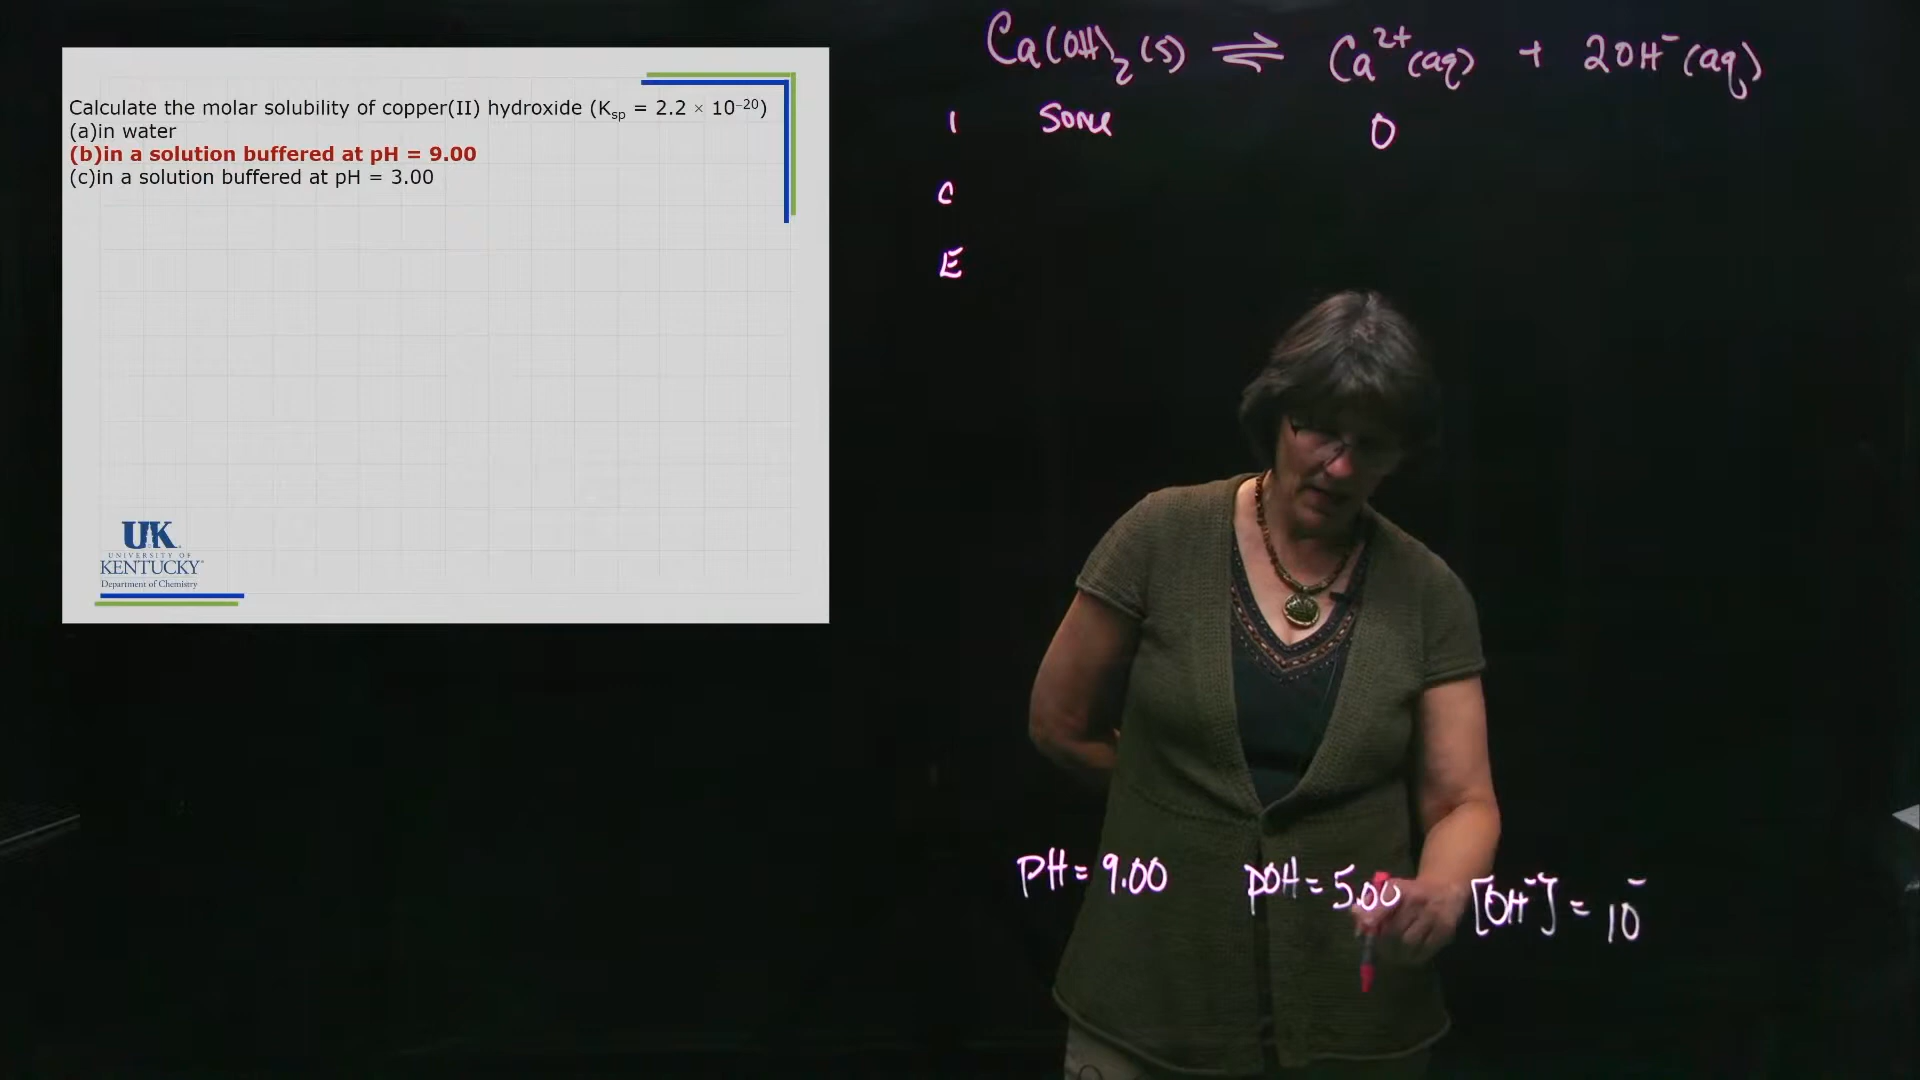 Calculate the molar solubility of copper(II) hydroxide (Ksp = 2.2 × 10⁻²⁰)
(a)in water
(b)in a solution buffered at pH = 9.00
(c)in a solution buffered at pH = 3.00
UK
UNIVERSITY OF
KENTUCKY
Department of Chemistry
Ca(OH)₂(s) ⇌ Ca²⁺(aq) + 2OH⁻(aq)
I Some 0
C
E
pH = 9.00 pOH = 5.00 [OH⁻] = 10⁻